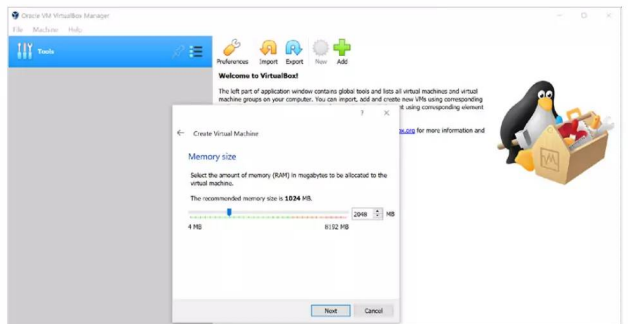 Oracle VM VirtualBox Manager
File Machine Help
Tools
Preferences Import Export New Add
Welcome to VirtualBox!
The left part of application window contains global tools and lists all virtual machines and virtual
machine groups on your computer. You can import, add and create new VMs using corresponding
nt using corresponding element
ox.org for more information and
? ×
← Create Virtual Machine
Memory size
Select the amount of memory (RAM) in megabytes to be allocated to the
virtual machine.
The recommended memory size is 1024 MB.
2048 MB
4 MB 8192 MB
Next Cancel